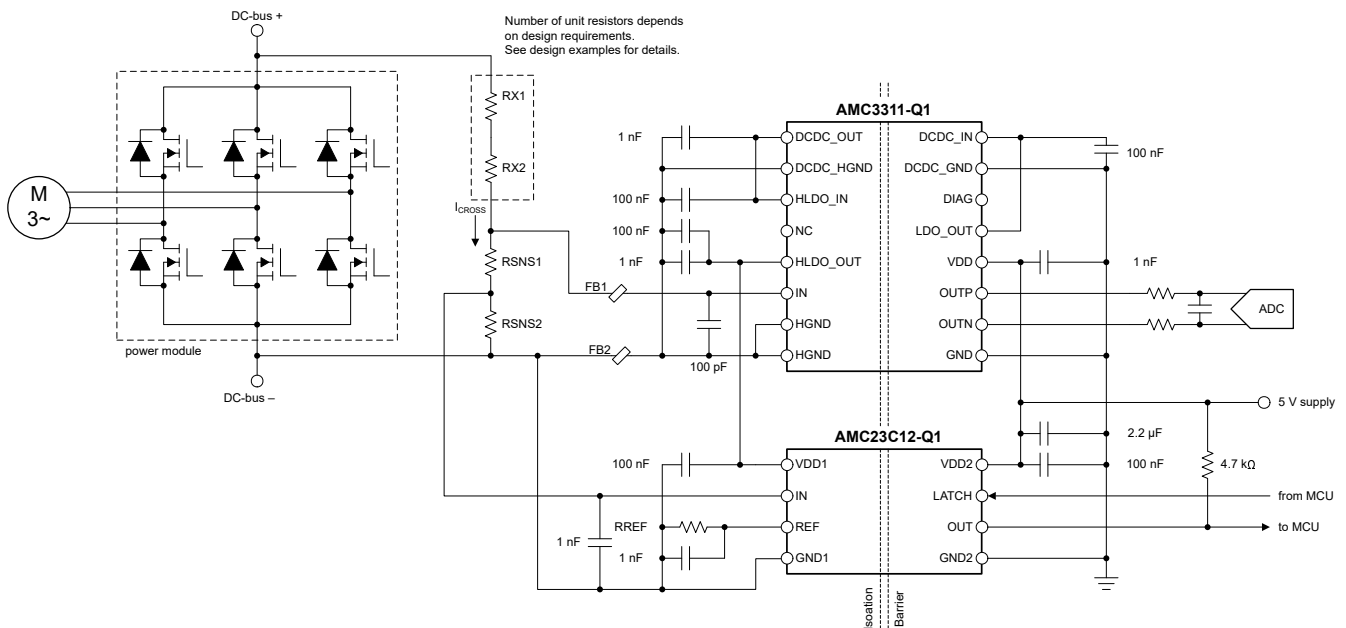 DC-bus +
Number of unit resistors depends
on design requirements.
See design examples for details.
RX1
RX2
M
3~
I_CROSS
RSNS1
RSNS2
FB1
FB2
power module
DC-bus –
AMC3311-Q1
1 nF
DCDC_OUT
DCDC_IN
100 nF
DCDC_HGND
DCDC_GND
100 nF
HLDO_IN
DIAG
100 nF
NC
LDO_OUT
1 nF
HLDO_OUT
VDD
1 nF
IN
OUTP
ADC
HGND
OUTN
HGND
GND
100 pF
5 V supply
AMC23C12-Q1
2.2 µF
100 nF
VDD1
VDD2
100 nF
4.7 kΩ
IN
LATCH
from MCU
RREF
REF
OUT
to MCU
1 nF
1 nF
GND1
GND2
Isoation
Barrier